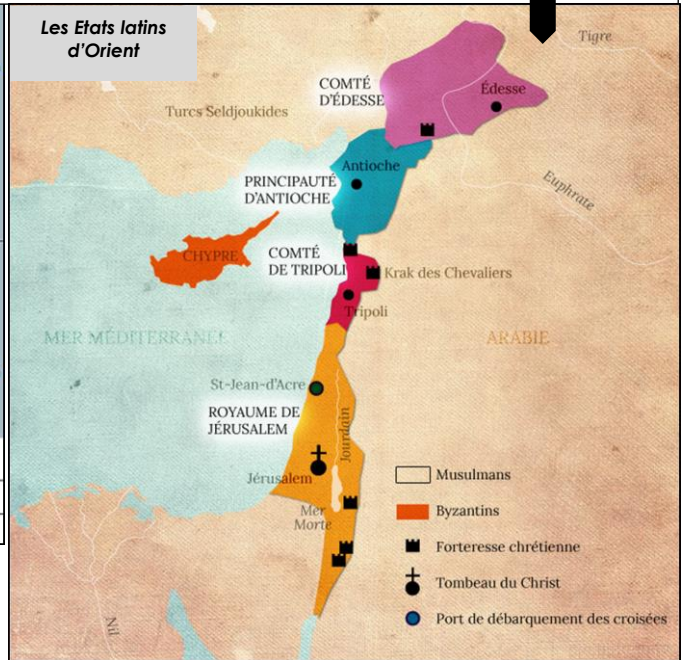 Les Etats latins
d'Orient
Tigre
COMTÉ
D'ÉDESSE
Édesse
Turcs Seldjoukides
Antioche
PRINCIPAUTÉ
D'ANTIOCHE
Euphrate
CHYPRE
COMTÉ
DE TRIPOLI
Krak des Chevaliers
Tripoli
MER MÉDITERRANÉE
ARABIE
St-Jean-d'Acre
ROYAUME DE
JÉRUSALEM
Jourdain
Jérusalem
Mer
Morte
Nil
Musulmans
Byzantins
Forteresse chrétienne
Tombeau du Christ
Port de débarquement des croisées